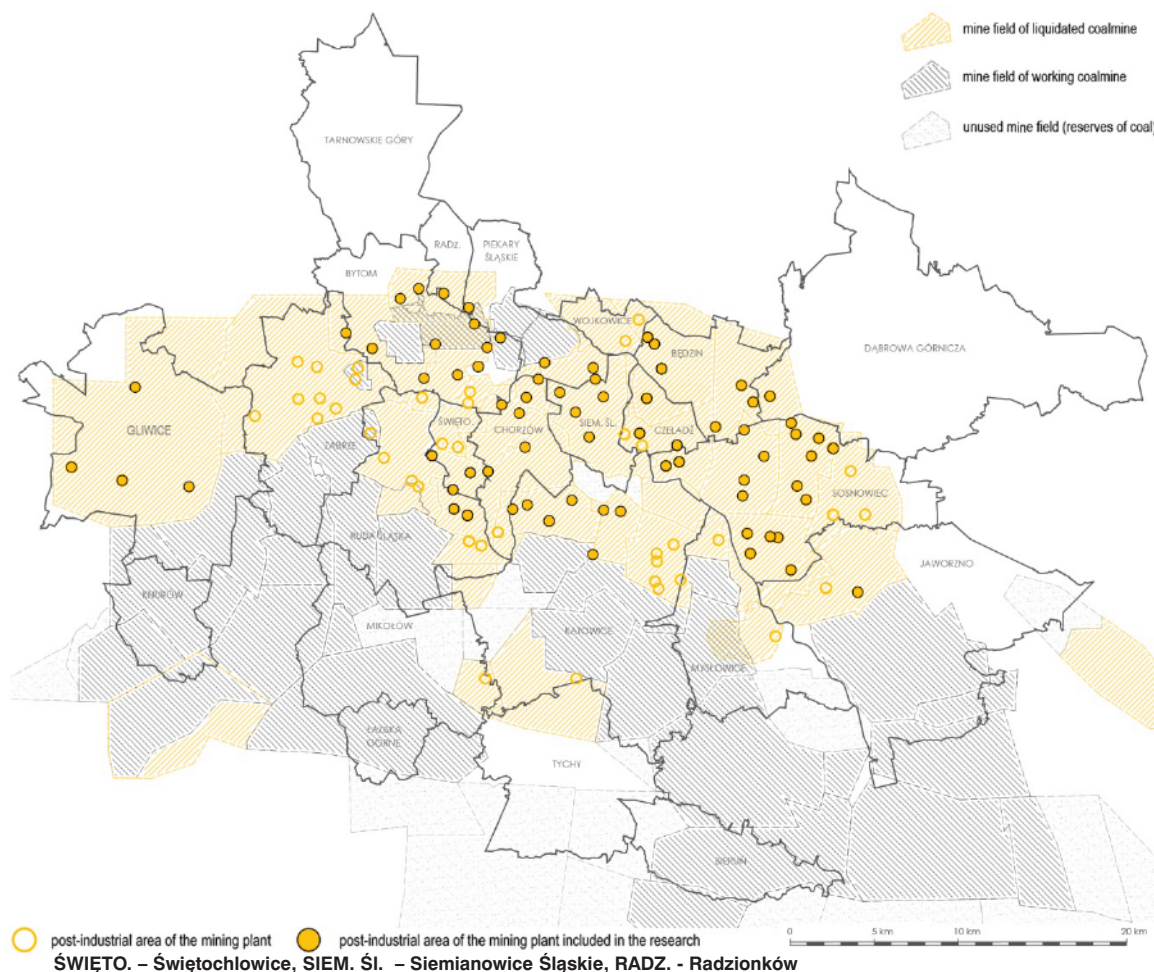 mine field of liquidated coalmine
mine field of working coalmine
unused mine field (reserves of coal)
TARNOWSKIE GÓRY
RADZ.
PIEKARY
ŚLĄSKIE
BYTOM
WOJKOWICE
BĘDZIN
DĄBROWA GÓRNICZA
GLIWICE
ZABRZE
ŚWIĘTO.
CHORZÓW
SIEM. ŚL.
CZELADŹ
SOSNOWIEC
RUDA ŚLĄSKA
JAWORZNO
KNURÓW
MIKOŁÓW
KATOWICE
MYSŁOWICE
ŁAZISKA
GÓRNE
TYCHY
BIERUŃ
post-industrial area of the mining plant
post-industrial area of the mining plant included in the research
0 5 km 10 km 20 km
ŚWIĘTO. – Świętochlowice, SIEM. ŚI. – Siemianowice Śląskie, RADZ. - Radzionków